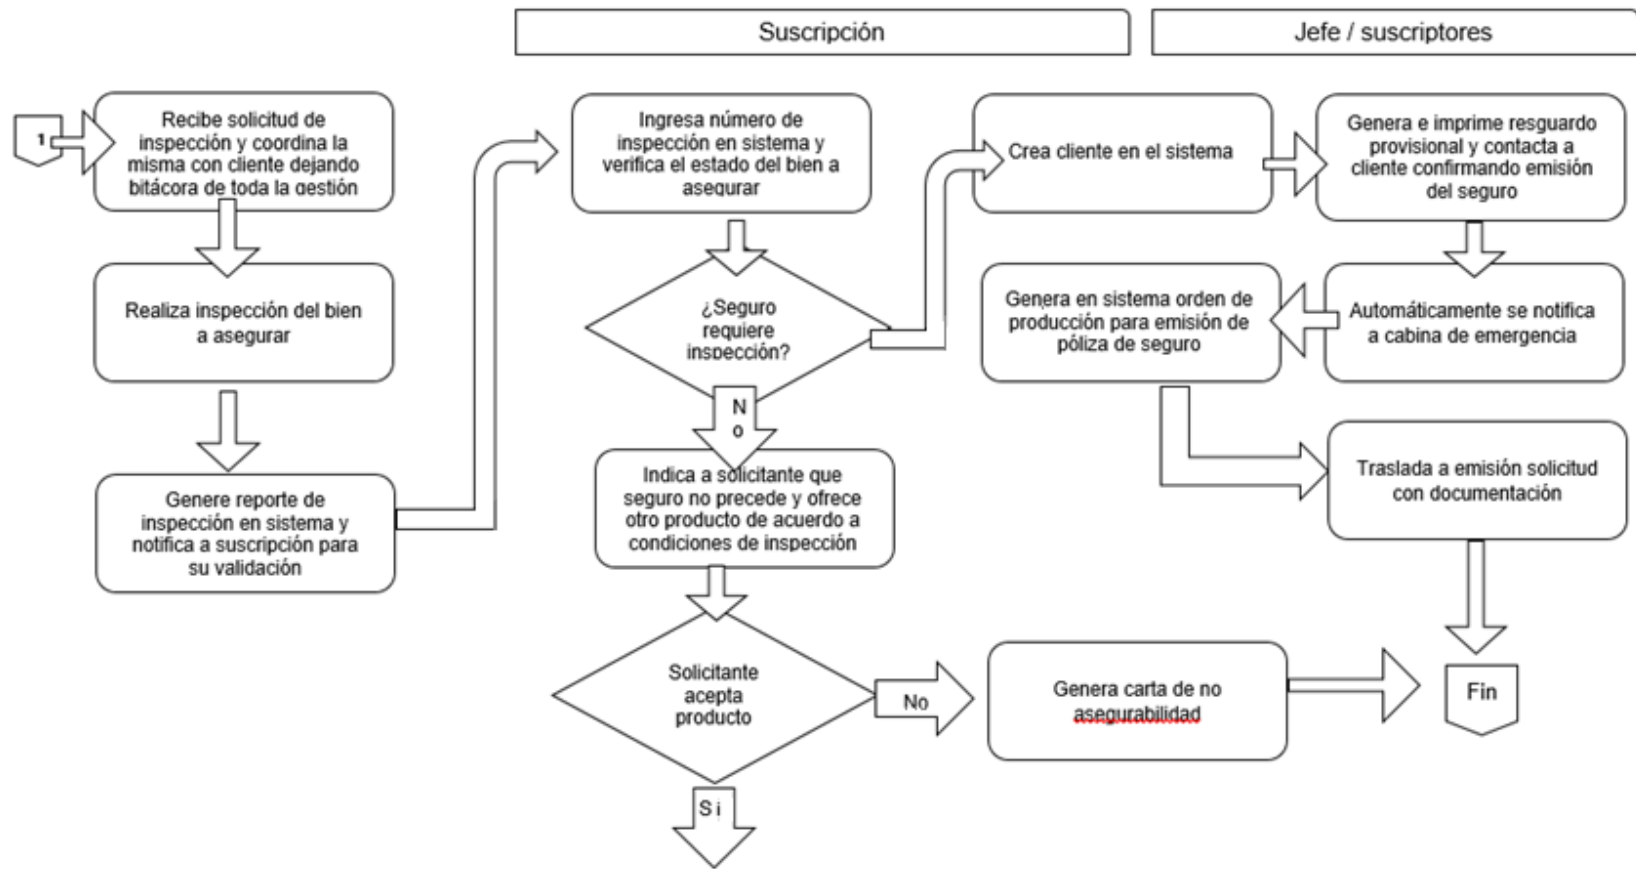 Suscripción
Jefe / suscriptores
1
Recibe solicitud de
inspección y coordina la
misma con cliente dejando
bitácora de toda la gestión
Realiza inspección del bien
a asegurar
Genere reporte de
inspección en sistema y
notifica a suscripción para
su validación
Ingresa número de
inspección en sistema y
verifica el estado del bien a
asegurar
¿Seguro
requiere
inspección?
N
o
Indica a solicitante que
seguro no precede y ofrece
otro producto de acuerdo a
condiciones de inspección
Solicitante
acepta
producto
Si
No
Genera carta de no
asegurabilidad
Crea cliente en el sistema
Genera e imprime resguardo
provisional y contacta a
cliente confirmando emisión
del seguro
Automáticamente se notifica
a cabina de emergencia
Genera en sistema orden de
producción para emisión de
póliza de seguro
Traslada a emisión solicitud
con documentación
Fin